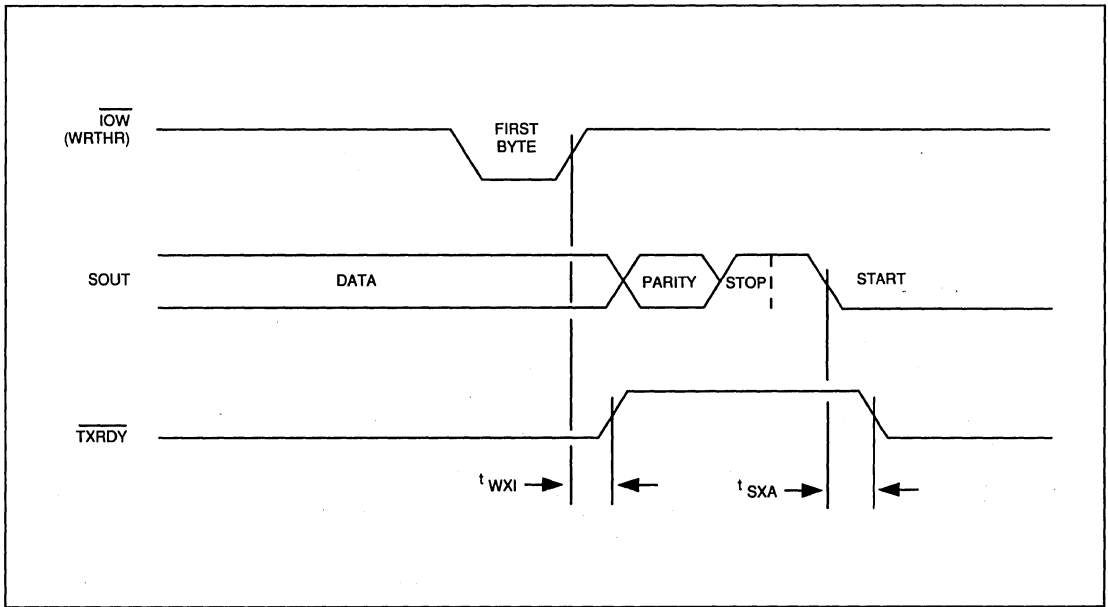 IOW
(WRTHR)
FIRST
BYTE
SOUT
DATA
PARITY
STOP
START
TXRDY
t WXI
t SXA